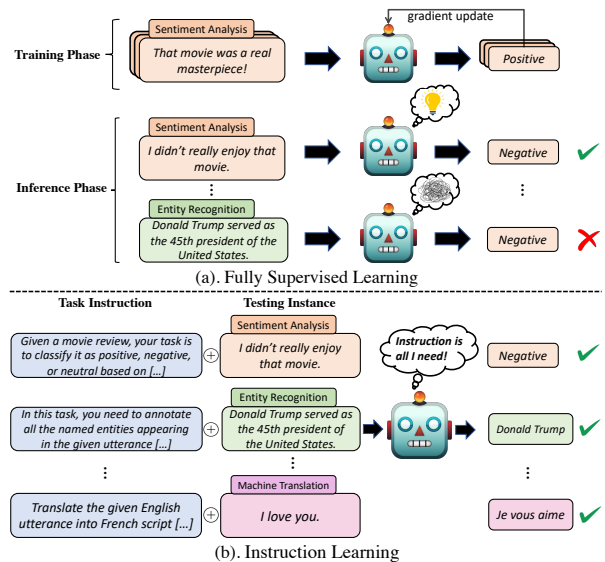 Training Phase
Sentiment Analysis
That movie was a real
masterpiece!
gradient update
Positive
Inference Phase
Sentiment Analysis
I didn't really enjoy that
movie.
Negative
Entity Recognition
Donald Trump served as
the 45th president of the
United States.
Negative
(a). Fully Supervised Learning
Task Instruction
Testing Instance
Given a movie review, your task is
to classify it as positive, negative,
or neutral based on […]
Sentiment Analysis
I didn't really enjoy
that movie.
Instruction is
all I need!
Negative
In this task, you need to annotate
all the named entities appearing
in the given utterance […]
Entity Recognition
Donald Trump served as
the 45th president of
the United States.
Donald Trump
Translate the given English
utterance into French script […]
Machine Translation
I love you.
Je vous aime
(b). Instruction Learning